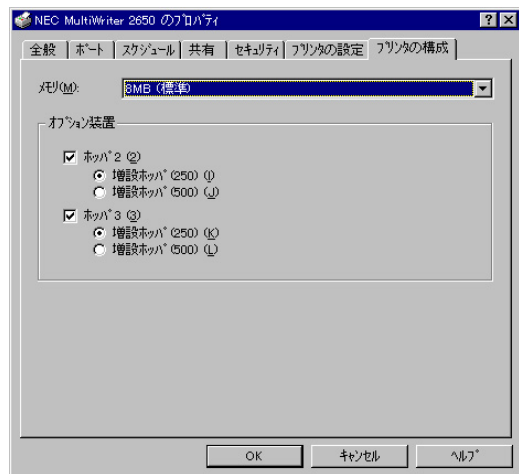 NEC MultiWriter 2650 のﾌﾟﾛﾊﾟﾃｨ
全般 ﾎﾟｰﾄ ｽｹｼﾞｭｰﾙ 共有 ｾｷｭﾘﾃｨ ﾌﾟﾘﾝﾀの設定 ﾌﾟﾘﾝﾀの構成
ﾒﾓﾘ(M): 8MB (標準)
ｵﾌﾟｼｮﾝ装置
ﾎｯﾊﾟ2 (2)
増設ﾎｯﾊﾟ(250) (I)
増設ﾎｯﾊﾟ(500) (J)
ﾎｯﾊﾟ3 (3)
増設ﾎｯﾊﾟ(250) (K)
増設ﾎｯﾊﾟ(500) (L)
OK ｷｬﾝｾﾙ ﾍﾙﾌﾟ